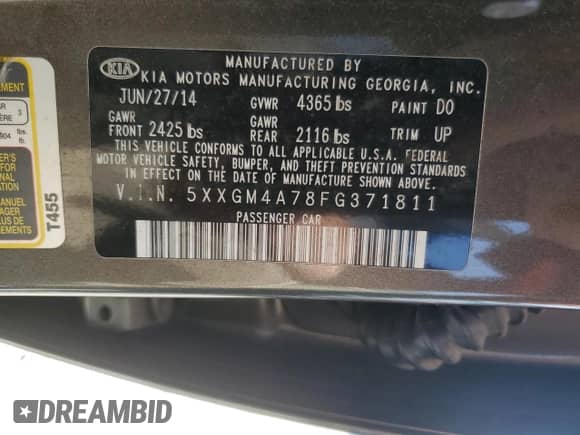 KIA
MANUFACTURED BY
KIA MOTORS MANUFACTURING GEORGIA, INC.
JUN/27/14 GVWR 4365 lbs PAINT DO
GAWR FRONT 2425 lbs GAWR REAR 2116 lbs TRIM UP
THIS VEHICLE CONFORMS TO ALL APPLICABLE U.S.A. FEDERAL
MOTOR VEHICLE SAFETY, BUMPER, AND THEFT PREVENTION STANDARDS
IN EFFECT ON THE DATE OF MANUFACTURE SHOWN ABOVE.
V.I.N. 5XXGM4A78FG371811
PASSENGER CAR
3
T455
DREAMBID